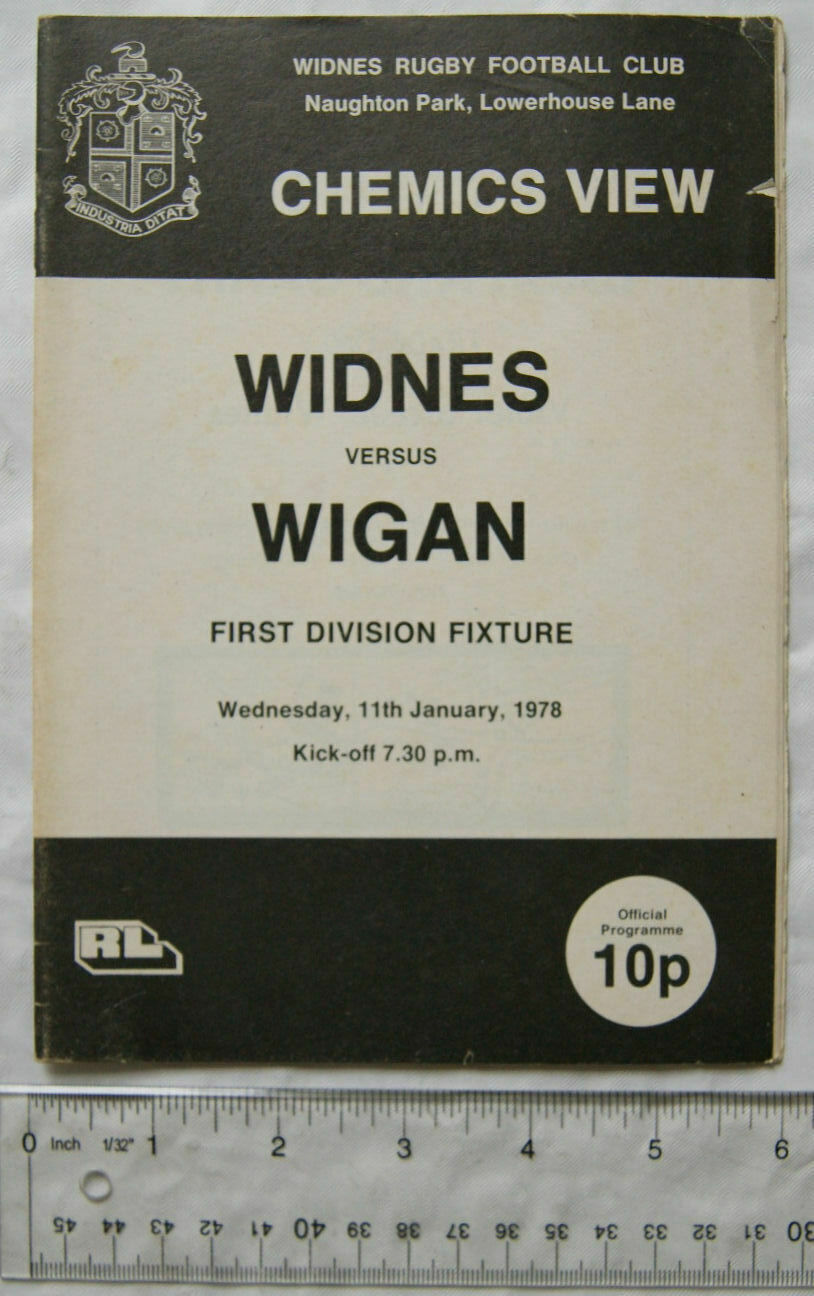 WIDNES RUGBY FOOTBALL CLUB
Naughton Park, Lowerhouse Lane
CHEMICS VIEW
INDUSTRIA DITAT
WIDNES
VERSUS
WIGAN
FIRST DIVISION FIXTURE
Wednesday, 11th January, 1978
Kick-off 7.30 p.m.
RL
Official
Programme
10p
0 Inch 1/32" 1 2 3 4 5 6
45 44 43 42 41 40 39 38 37 36 35 34 33 32 31 30